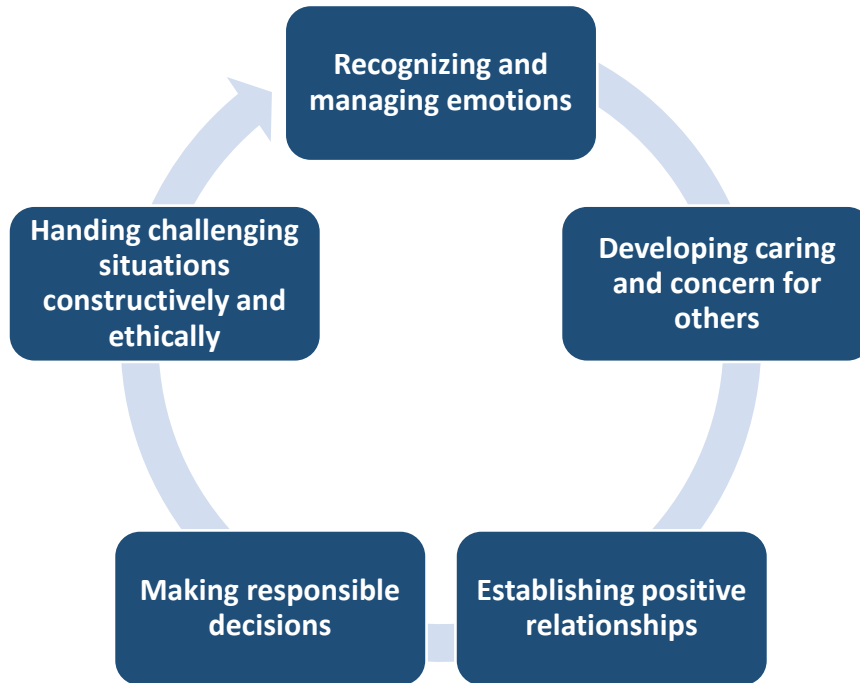 Recognizing and
managing emotions
Developing caring
and concern for
others
Establishing positive
relationships
Making responsible
decisions
Handing challenging
situations
constructively and
ethically